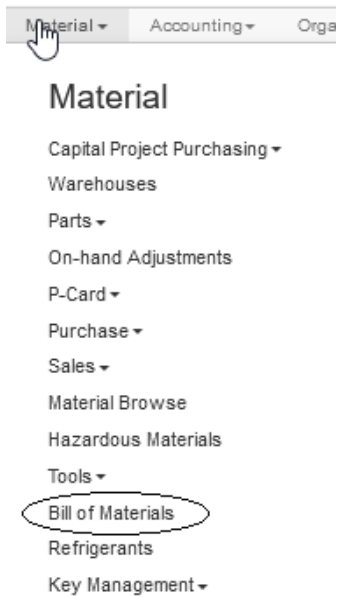 Material Accounting Orga
Material
Capital Project Purchasing
Warehouses
Parts
On-hand Adjustments
P-Card
Purchase
Sales
Material Browse
Hazardous Materials
Tools
Bill of Materials
Refrigerants
Key Management